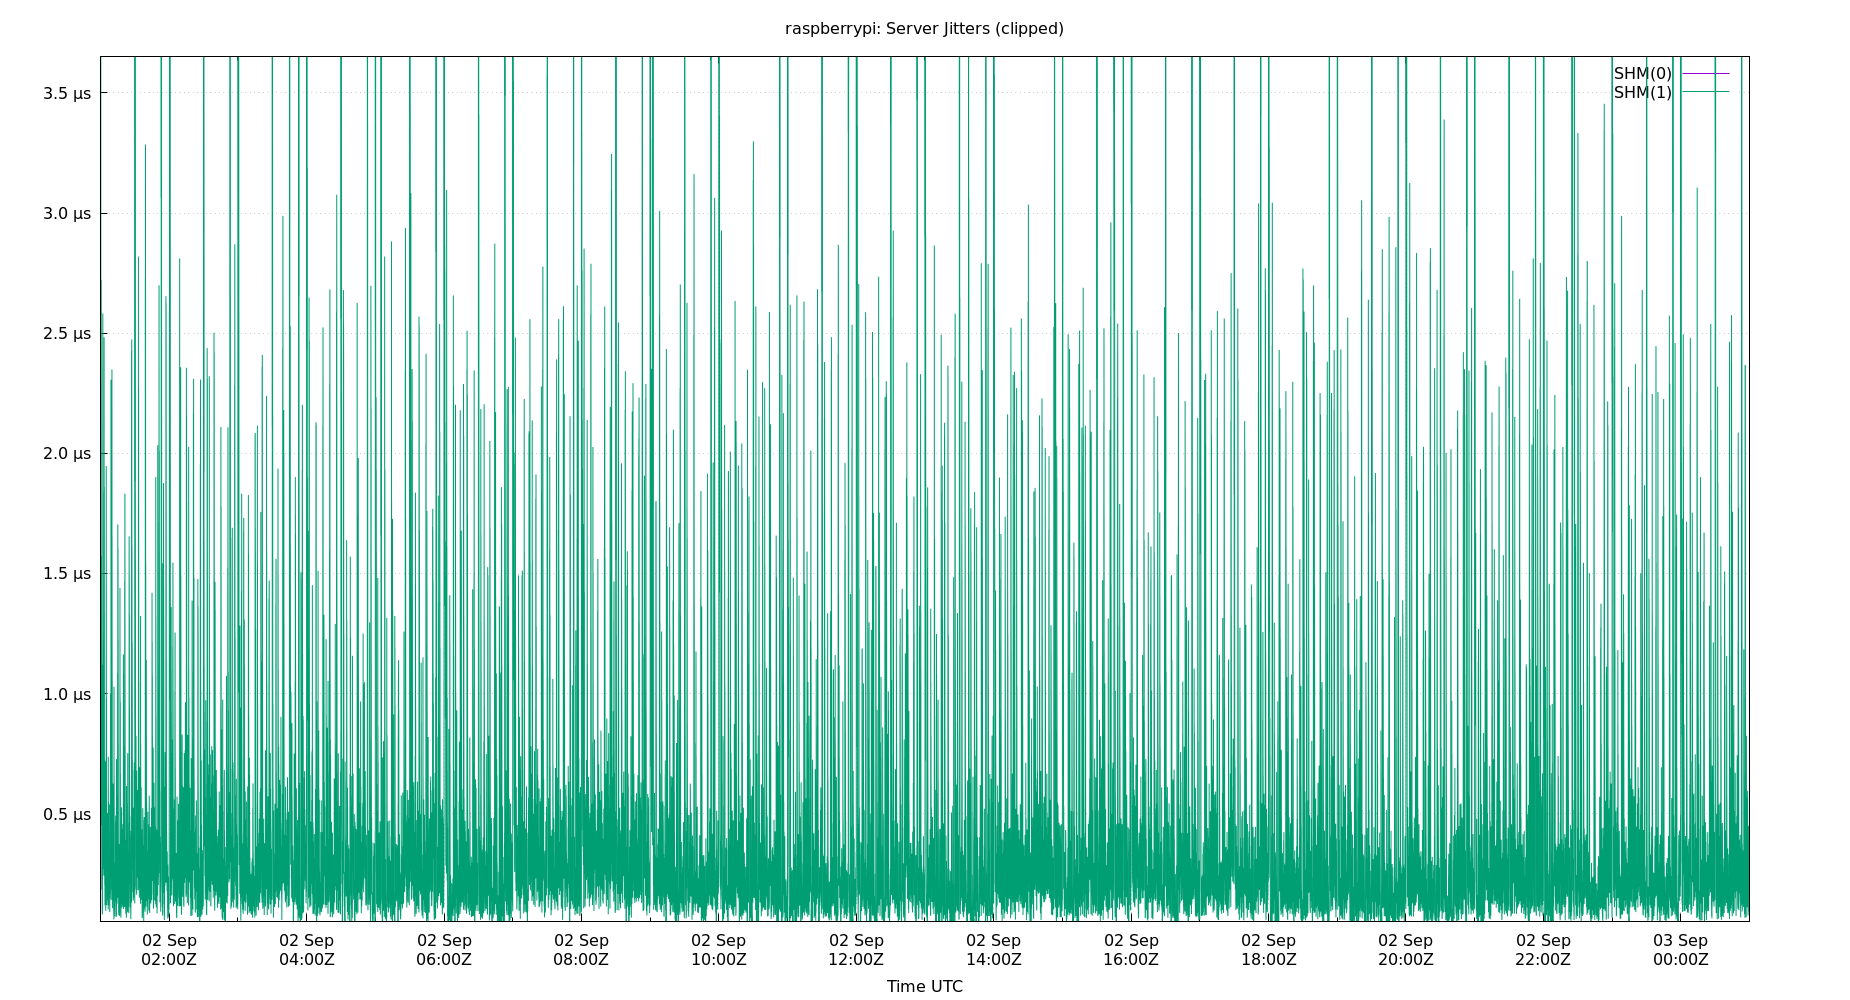 raspberrypi: Server Jitters (clipped)
SHM(0)
SHM(1)
3.5 µs
3.0 µs
2.5 µs
2.0 µs
1.5 µs
1.0 µs
0.5 µs
02 Sep 02 Sep 02 Sep 02 Sep 02 Sep 02 Sep 02 Sep 02 Sep 02 Sep 02 Sep 02 Sep 03 Sep
02:00Z 04:00Z 06:00Z 08:00Z 10:00Z 12:00Z 14:00Z 16:00Z 18:00Z 20:00Z 22:00Z 00:00Z
Time UTC